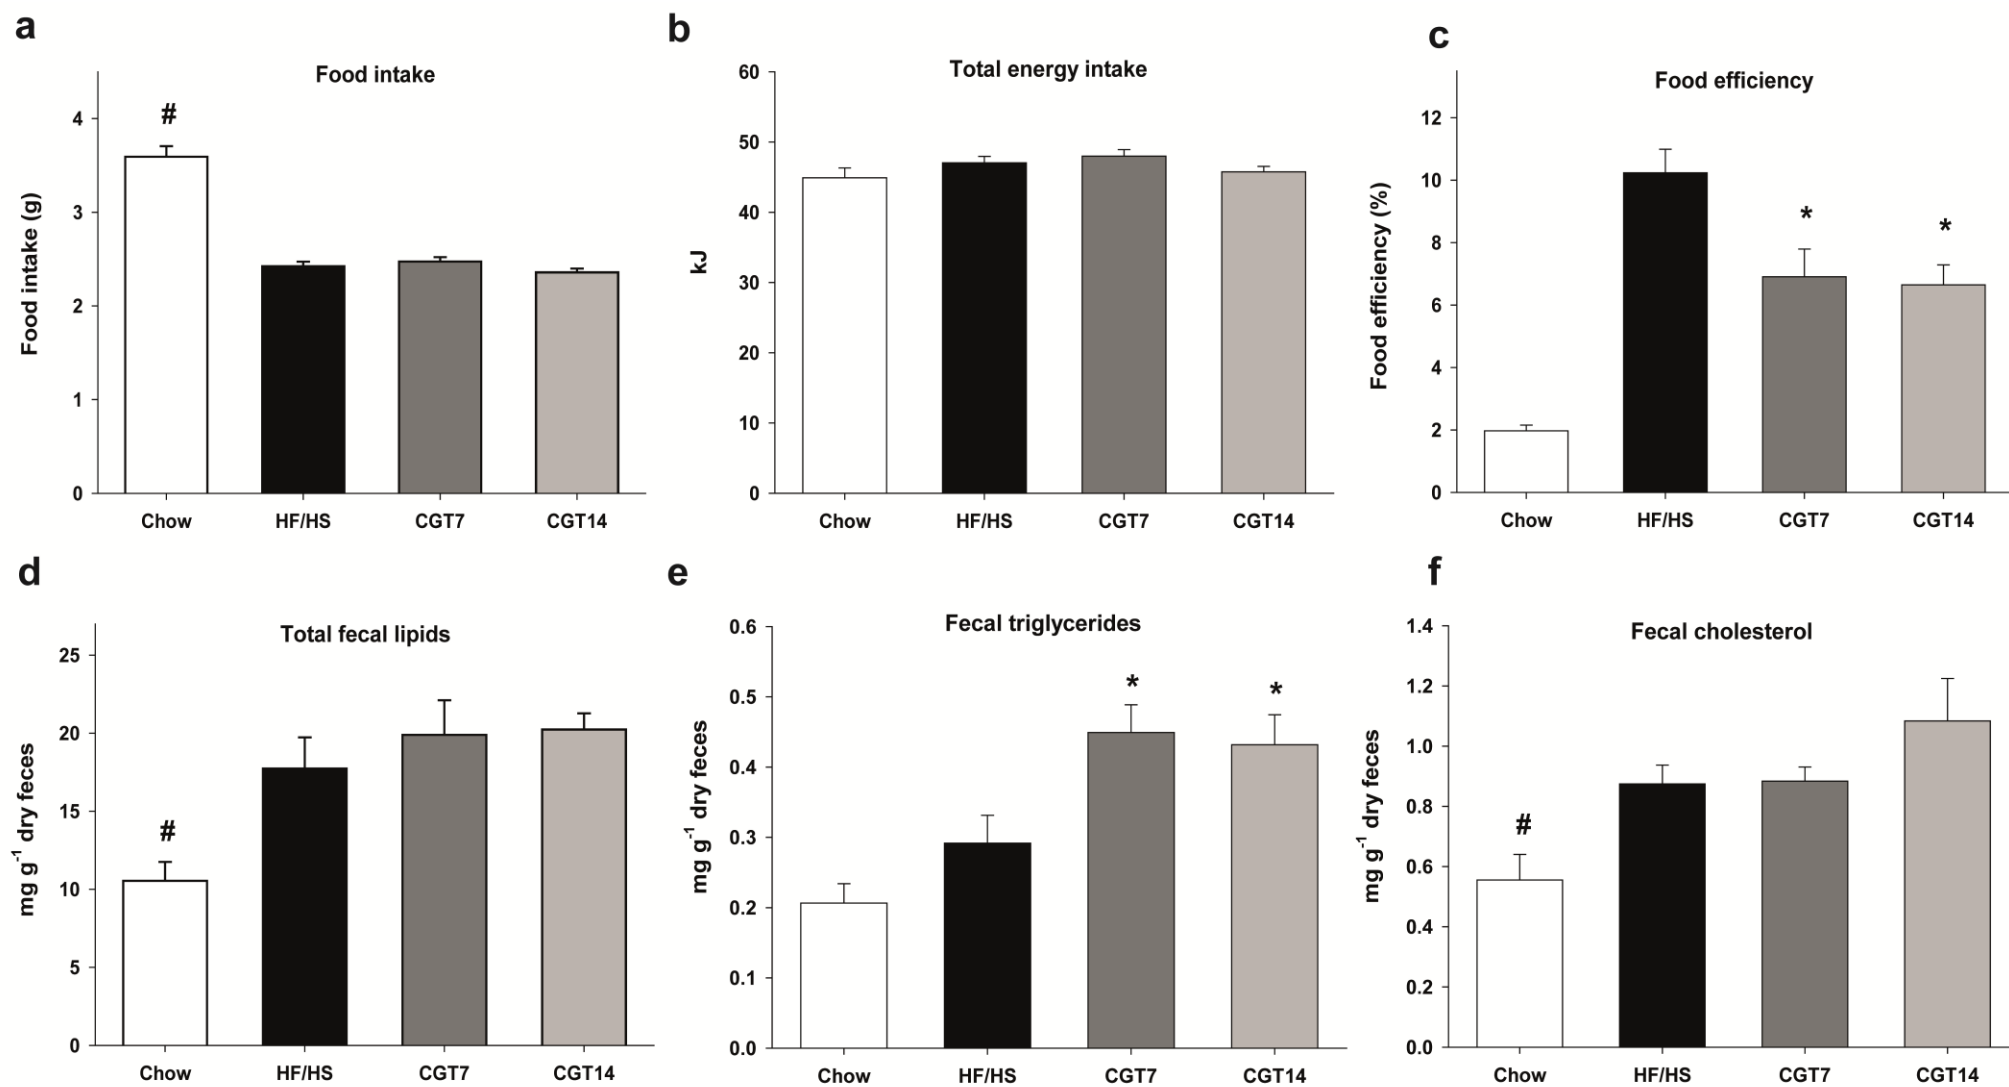 a
Food intake
#
Food intake (g)
4
3
2
1
0
Chow HF/HS CGT7 CGT14
b
Total energy intake
kJ
60
50
40
30
20
10
0
Chow HF/HS CGT7 CGT14
c
Food efficiency
* *
Food efficiency (%)
12
10
8
6
4
2
0
Chow HF/HS CGT7 CGT14
d
Total fecal lipids
#
mg g⁻¹ dry feces
25
20
15
10
5
0
Chow HF/HS CGT7 CGT14
e
Fecal triglycerides
* *
mg g⁻¹ dry feces
0.6
0.5
0.4
0.3
0.2
0.1
0.0
Chow HF/HS CGT7 CGT14
f
Fecal cholesterol
#
mg g⁻¹ dry feces
1.4
1.2
1.0
0.8
0.6
0.4
0.2
0.0
Chow HF/HS CGT7 CGT14